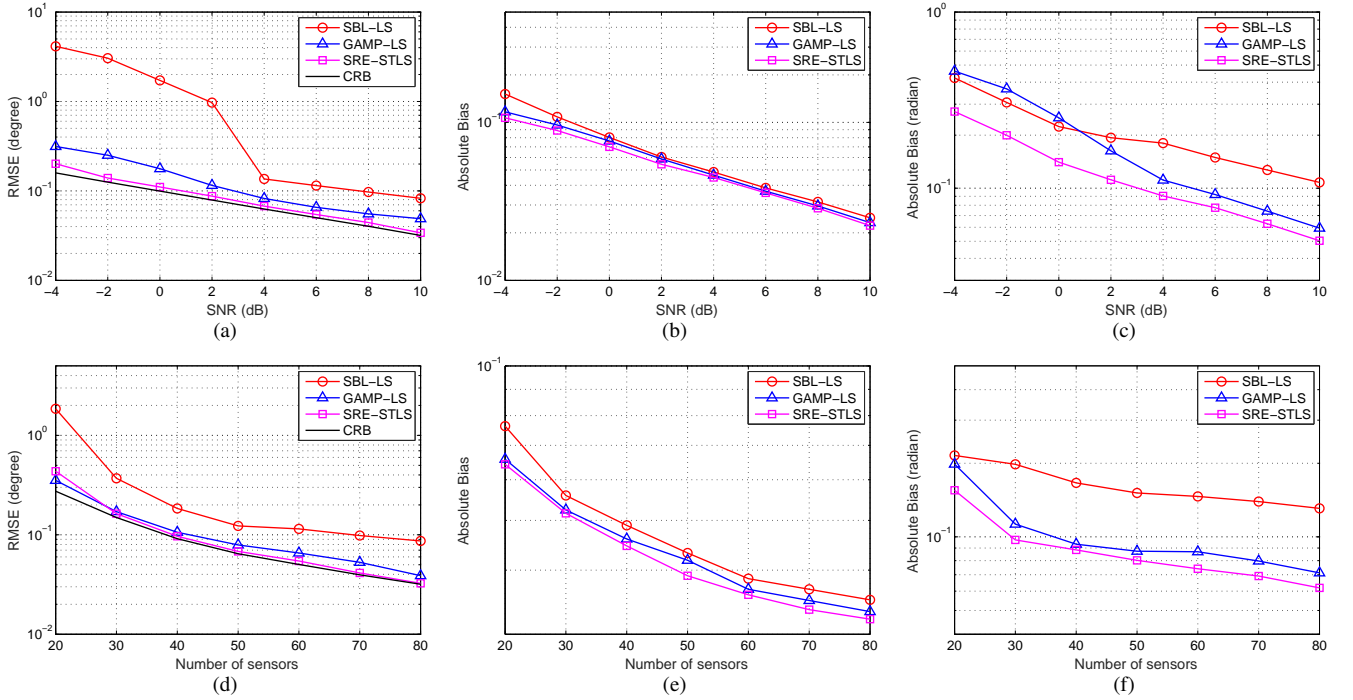 10^1
10^0
10^−1
10^−2
RMSE (degree)
SBL−LS
GAMP−LS
SRE−STLS
CRB
−4 −2 0 2 4 6 8 10
SNR (dB)
(a)
10^−1
10^−2
Absolute Bias
SBL−LS
GAMP−LS
SRE−STLS
−4 −2 0 2 4 6 8 10
SNR (dB)
(b)
10^0
10^−1
Absolute Bias (radian)
SBL−LS
GAMP−LS
SRE−STLS
−4 −2 0 2 4 6 8 10
SNR (dB)
(c)
10^0
10^−1
10^−2
RMSE (degree)
SBL−LS
GAMP−LS
SRE−STLS
CRB
20 30 40 50 60 70 80
Number of sensors
(d)
10^−1
Absolute Bias
SBL−LS
GAMP−LS
SRE−STLS
20 30 40 50 60 70 80
Number of sensors
(e)
10^−1
Absolute Bias (radian)
SBL−LS
GAMP−LS
SRE−STLS
20 30 40 50 60 70 80
Number of sensors
(f)